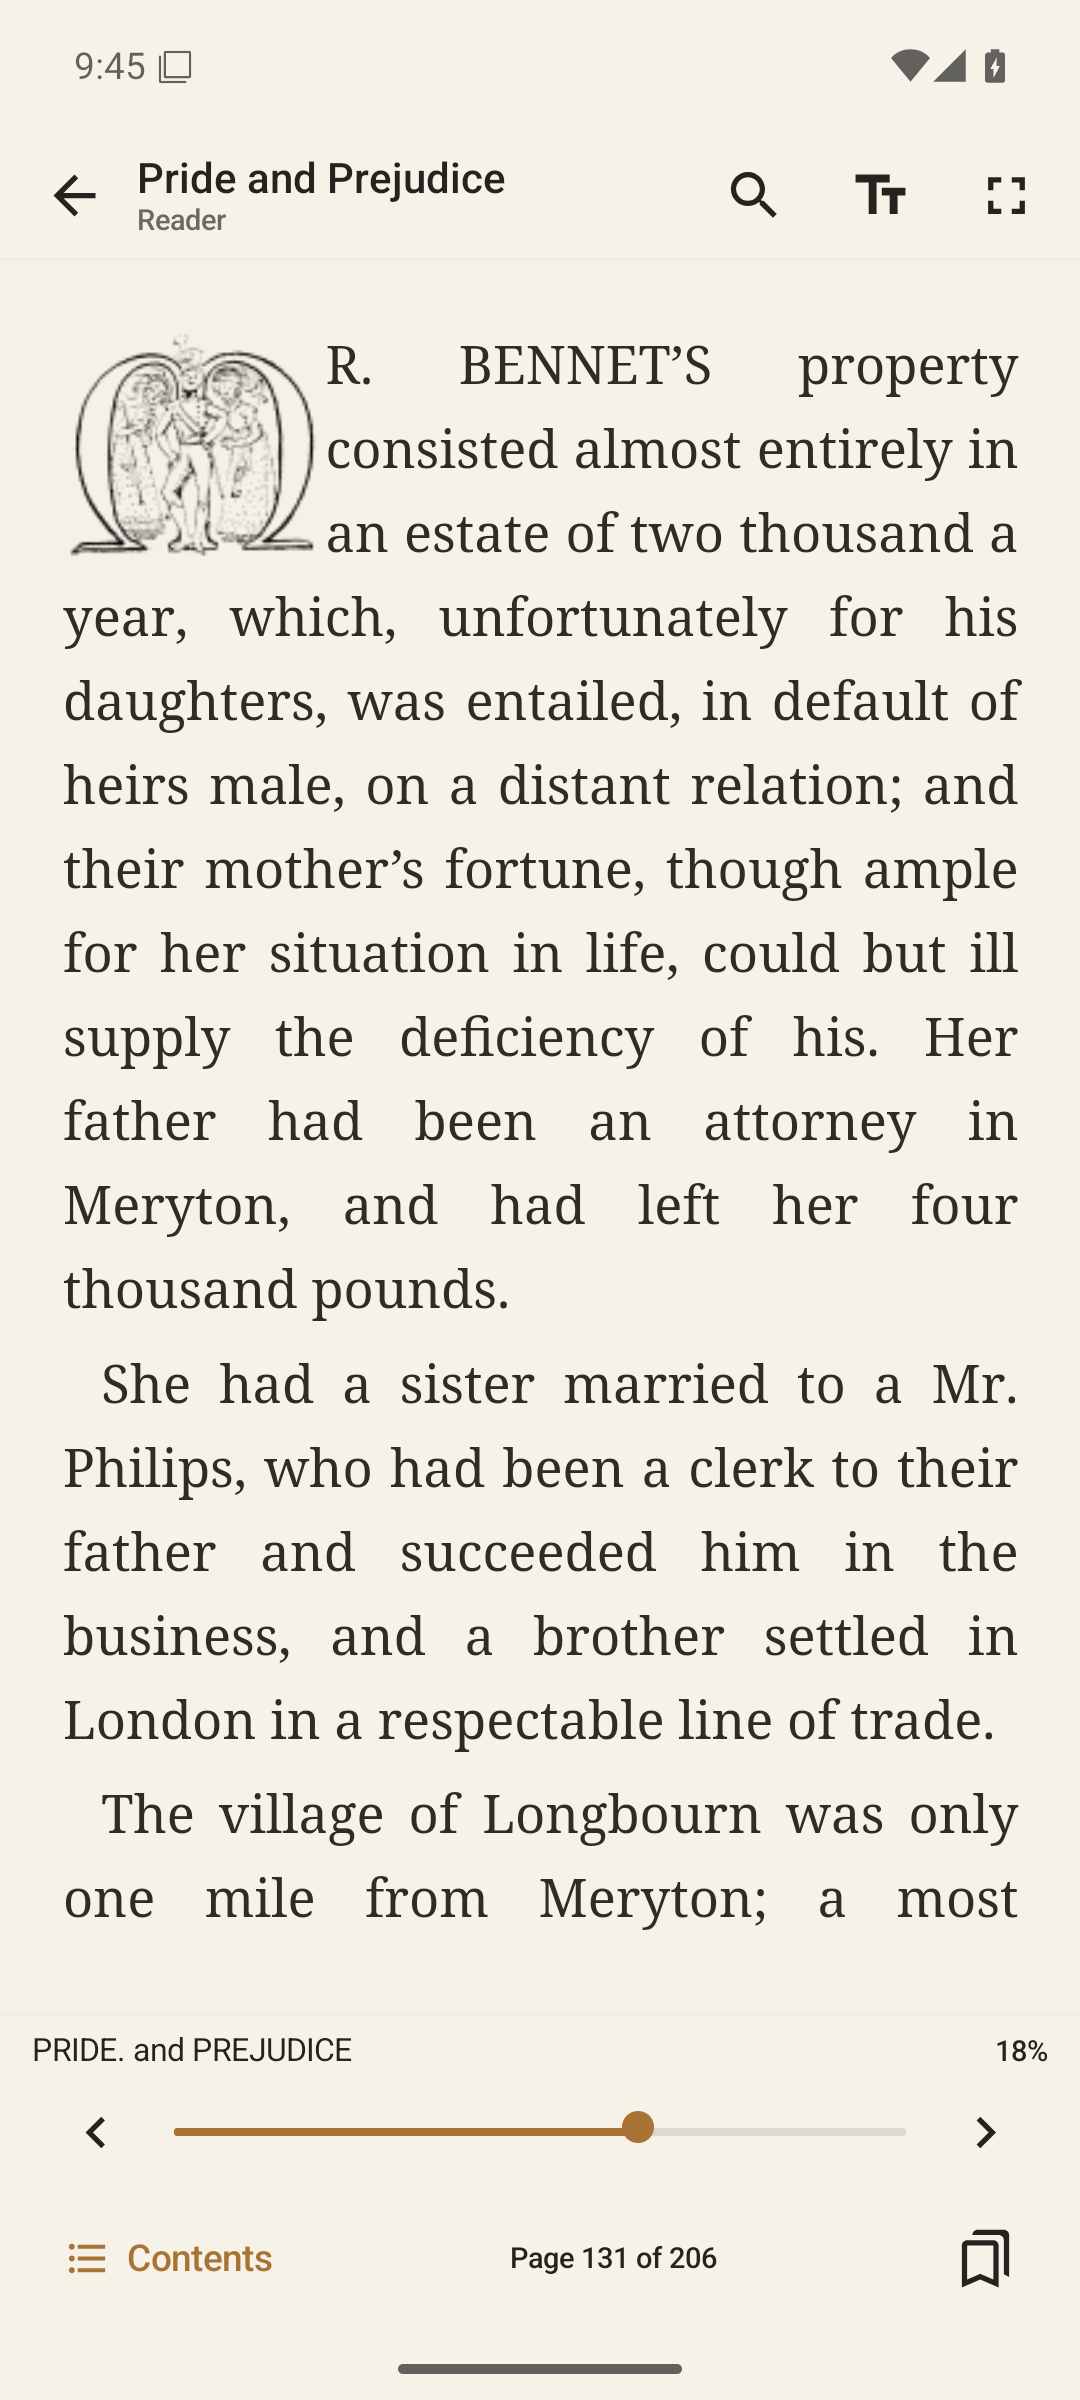 9:45
Pride and Prejudice
Reader
MR. BENNET’S property
consisted almost entirely in
an estate of two thousand a
year, which, unfortunately for his
daughters, was entailed, in default of
heirs male, on a distant relation; and
their mother’s fortune, though ample
for her situation in life, could but ill
supply the deficiency of his. Her
father had been an attorney in
Meryton, and had left her four
thousand pounds.
She had a sister married to a Mr.
Philips, who had been a clerk to their
father and succeeded him in the
business, and a brother settled in
London in a respectable line of trade.
The village of Longbourn was only
one mile from Meryton; a most
PRIDE. and PREJUDICE
18%
Contents
Page 131 of 206